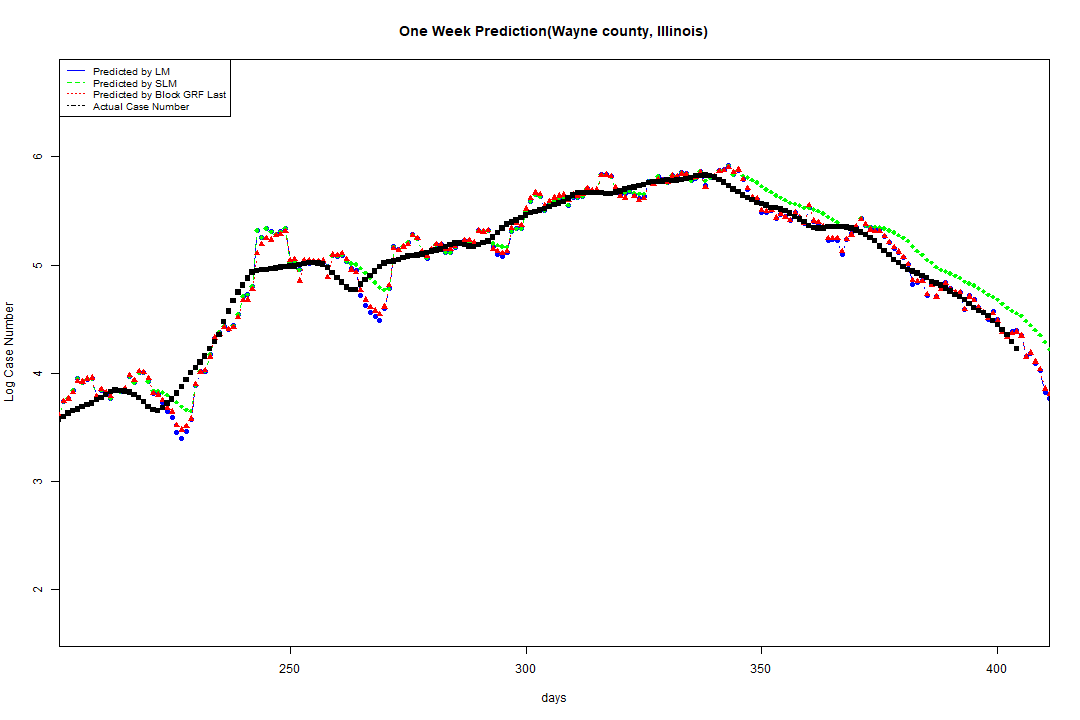 One Week Prediction(Wayne county, Illinois)
Predicted by LM
Predicted by SLM
Predicted by Block GRF Last
Actual Case Number
6
5
4
3
2
Log Case Number
250 300 350 400
days